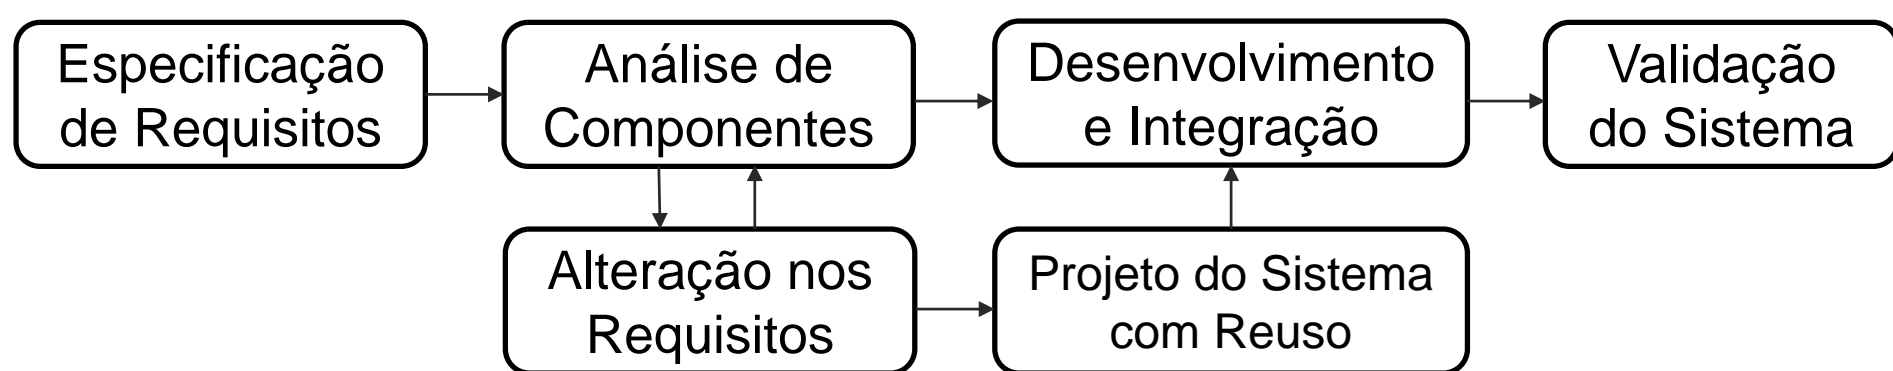 Especificação
de Requisitos
Análise de
Componentes
Desenvolvimento
e Integração
Validação
do Sistema
Alteração nos
Requisitos
Projeto do Sistema
com Reuso